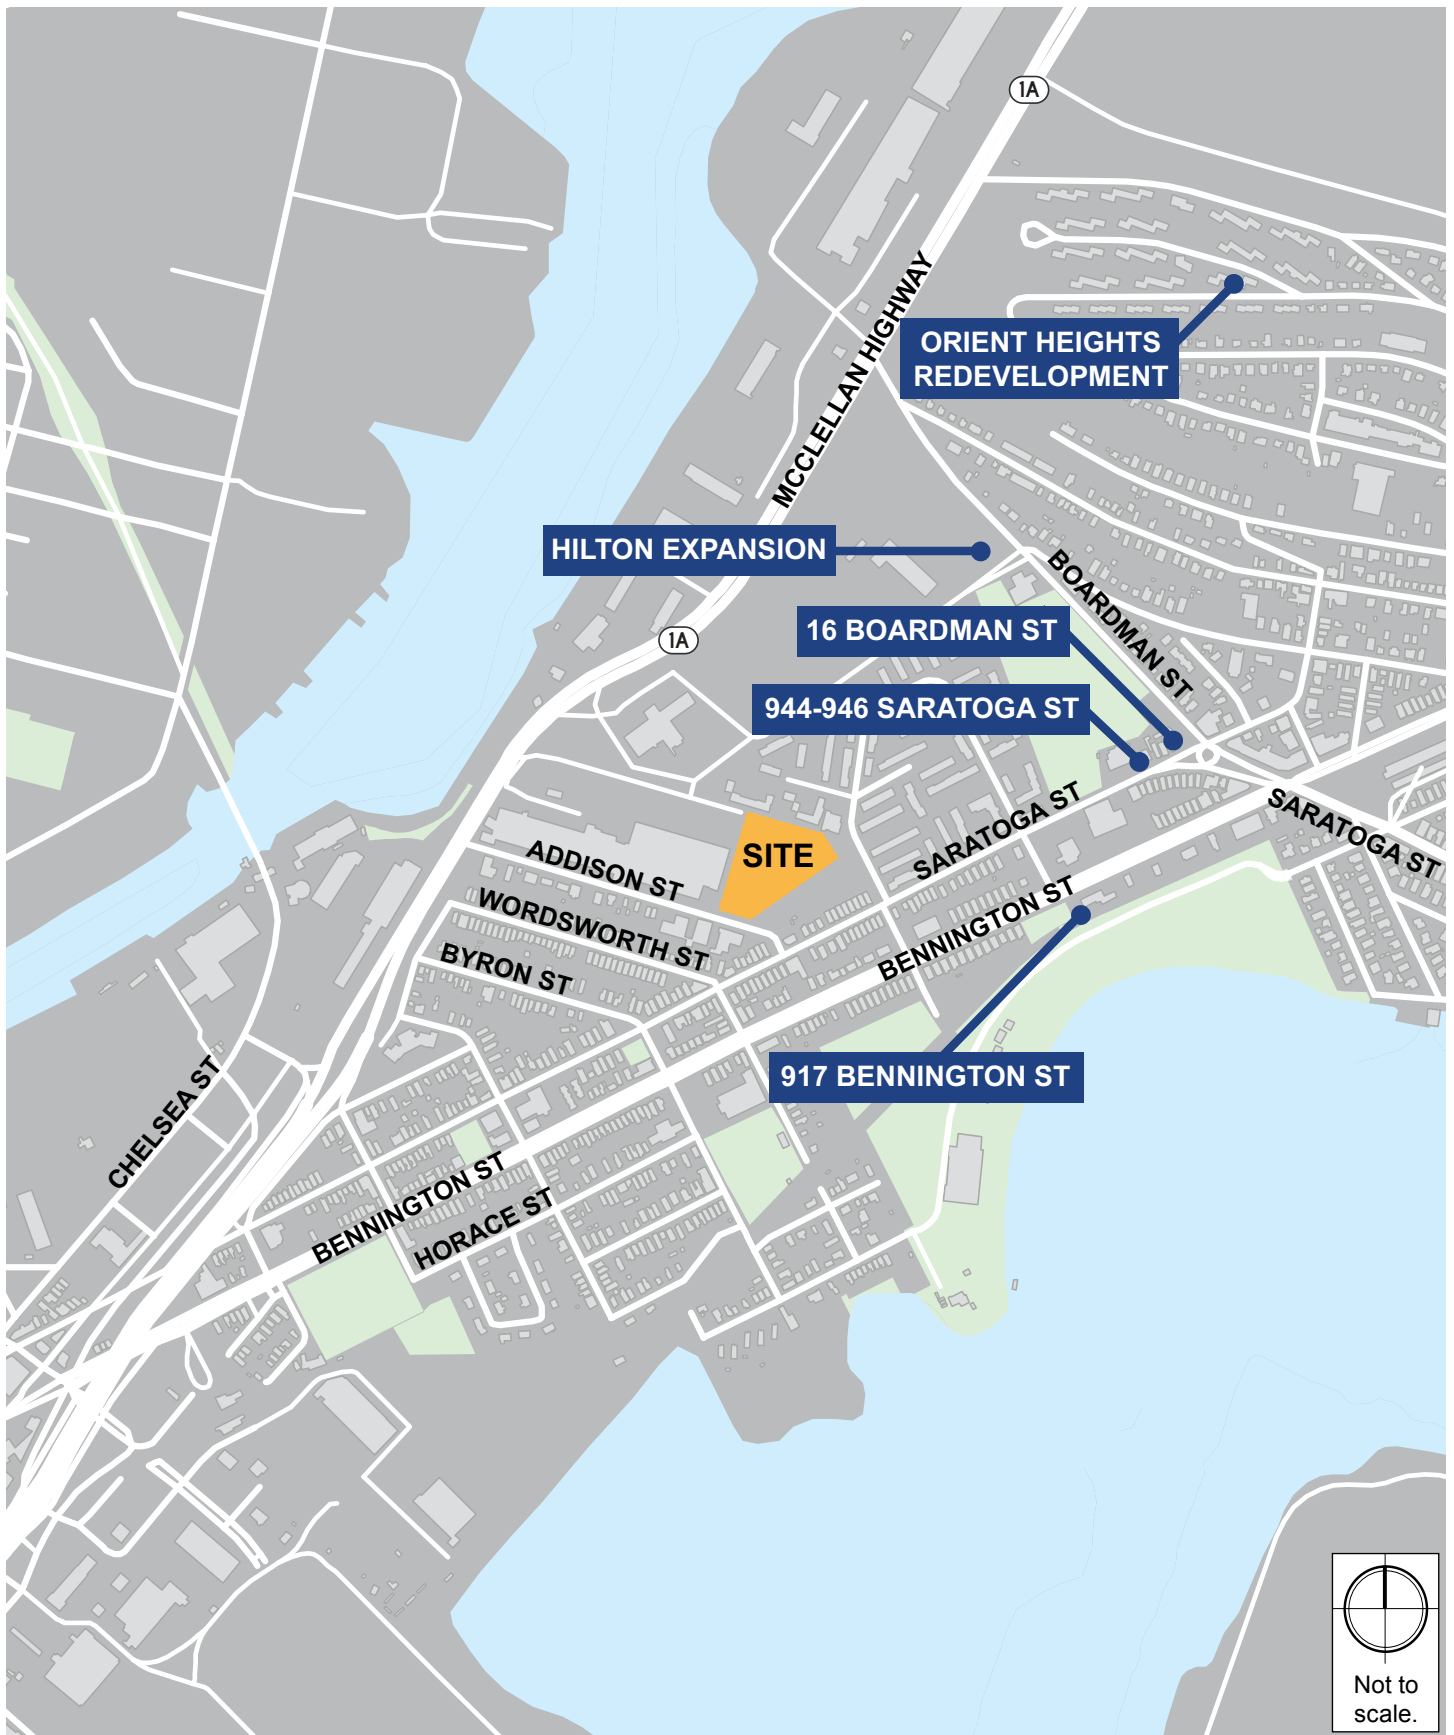 1A
MCCLELLAN HIGHWAY
ORIENT HEIGHTS
REDEVELOPMENT
HILTON EXPANSION
BOARDMAN ST
16 BOARDMAN ST
1A
944-946 SARATOGA ST
SARATOGA ST
SARATOGA ST
SITE
ADDISON ST
WORDSWORTH ST
BYRON ST
BENNINGTON ST
917 BENNINGTON ST
CHELSEA ST
BENNINGTON ST
HORACE ST
Not to
scale.